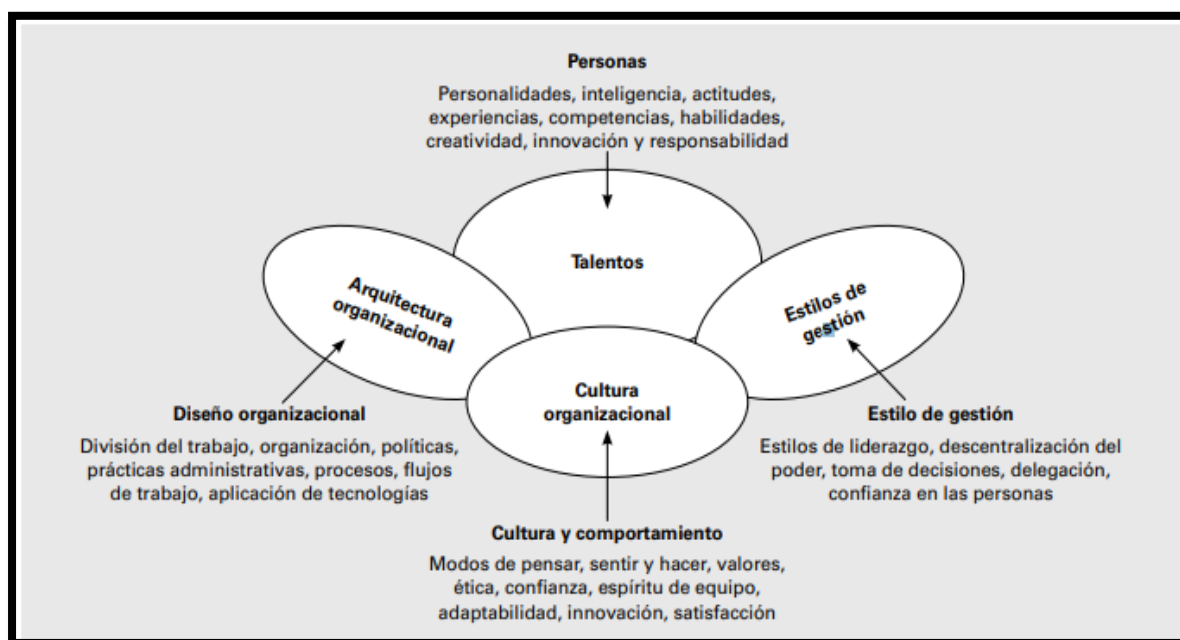 Personas
Personalidades, inteligencia, actitudes,
experiencias, competencias, habilidades,
creatividad, innovación y responsabilidad
Talentos
Arquitectura
organizacional
Estilos de
gestión
Cultura
organizacional
Diseño organizacional
División del trabajo, organización, políticas,
prácticas administrativas, procesos, flujos
de trabajo, aplicación de tecnologías
Estilo de gestión
Estilos de liderazgo, descentralización del
poder, toma de decisiones, delegación,
confianza en las personas
Cultura y comportamiento
Modos de pensar, sentir y hacer, valores,
ética, confianza, espíritu de equipo,
adaptabilidad, innovación, satisfacción